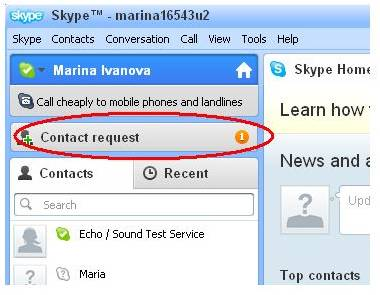 skype Skype™ - marina16543u2
Skype Contacts Conversation Call View Tools Help
Marina Ivanova
Call cheaply to mobile phones and landlines
Contact request 1
Contacts Recent
Search
Echo / Sound Test Service
Maria
Skype Home
Learn how
News and a
? Upd
Top contacts
?